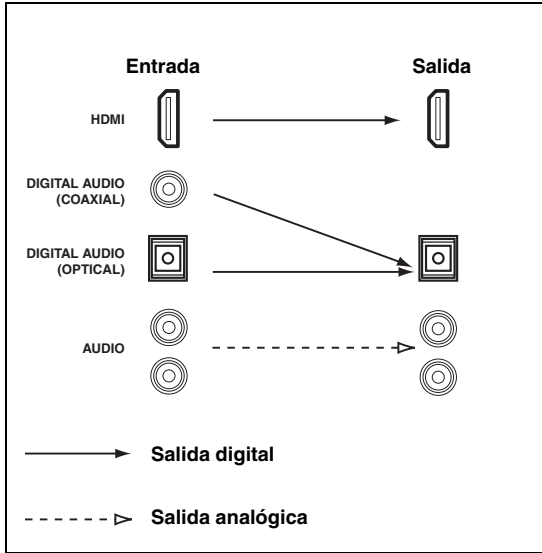 Entrada
Salida
HDMI
DIGITAL AUDIO
(COAXIAL)
DIGITAL AUDIO
(OPTICAL)
AUDIO
Salida digital
Salida analógica